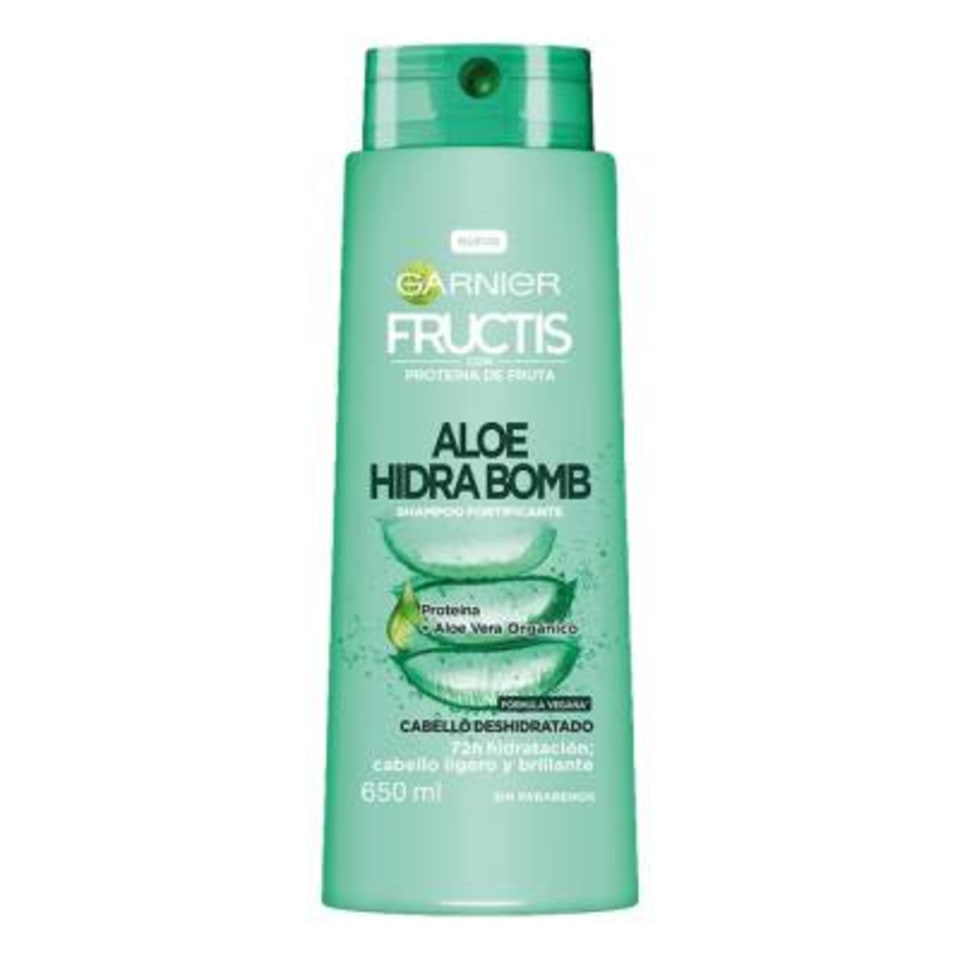 NUEVO
GARNIER
FRUCTIS
CON
PROTEÍNA DE FRUTA
ALOE
HIDRA BOMB
SHAMPOO FORTIFICANTE
Proteína
+ Aloe Vera Orgánico
FÓRMULA VEGANA*
CABELLO DESHIDRATADO
72h hidratación;
cabello ligero y brillante
650 ml
SIN PARABENOS